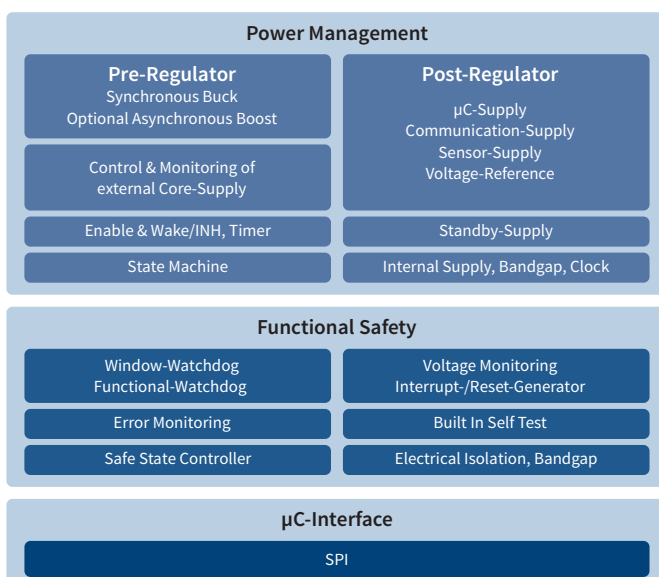 Power Management
Pre-Regulator
Synchronous Buck
Optional Asynchronous Boost
Control & Monitoring of
external Core-Supply
Enable & Wake/INH, Timer
State Machine
Post-Regulator
µC-Supply
Communication-Supply
Sensor-Supply
Voltage-Reference
Standby-Supply
Internal Supply, Bandgap, Clock
Functional Safety
Window-Watchdog
Functional-Watchdog
Error Monitoring
Safe State Controller
Voltage Monitoring
Interrupt-/Reset-Generator
Built In Self Test
Electrical Isolation, Bandgap
µC-Interface
SPI